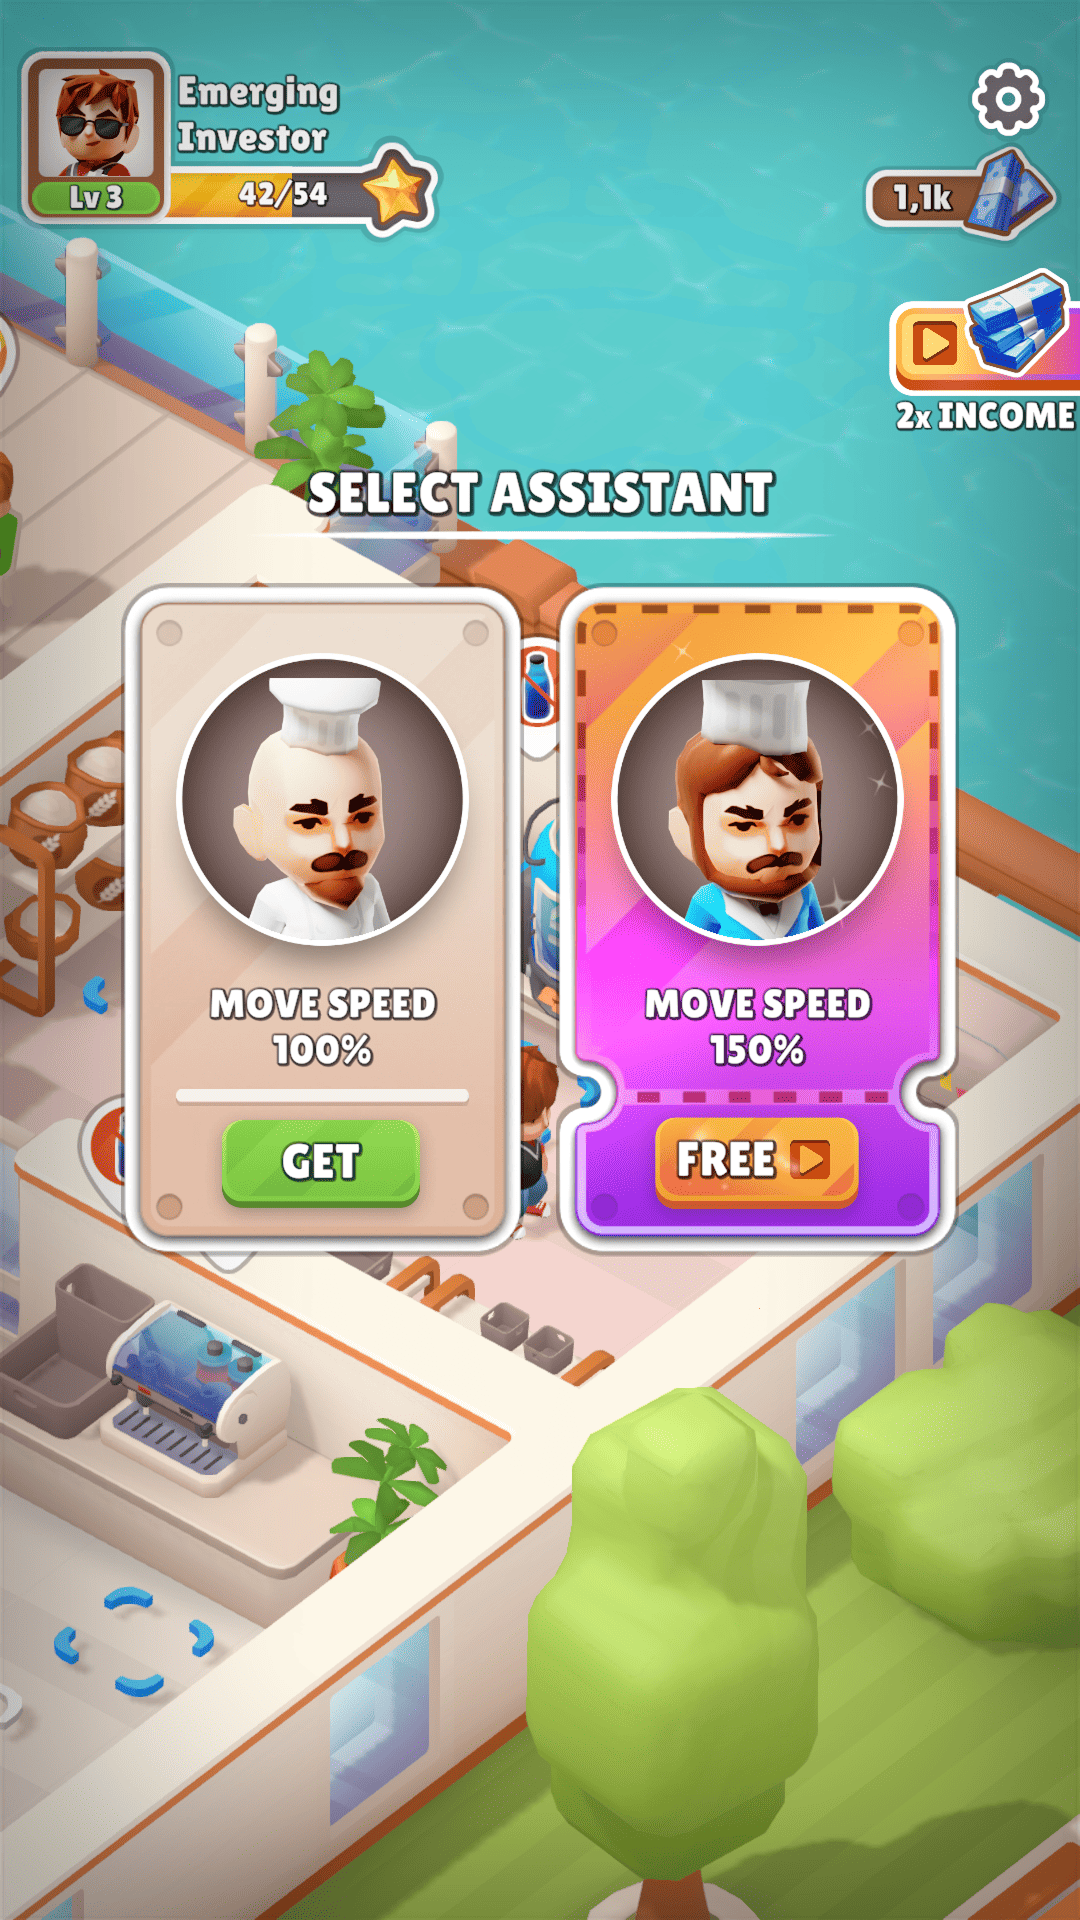 Emerging
Investor
Lv 3
42/54
1,1k
2x INCOME
SELECT ASSISTANT
MOVE SPEED
100%
GET
MOVE SPEED
150%
FREE